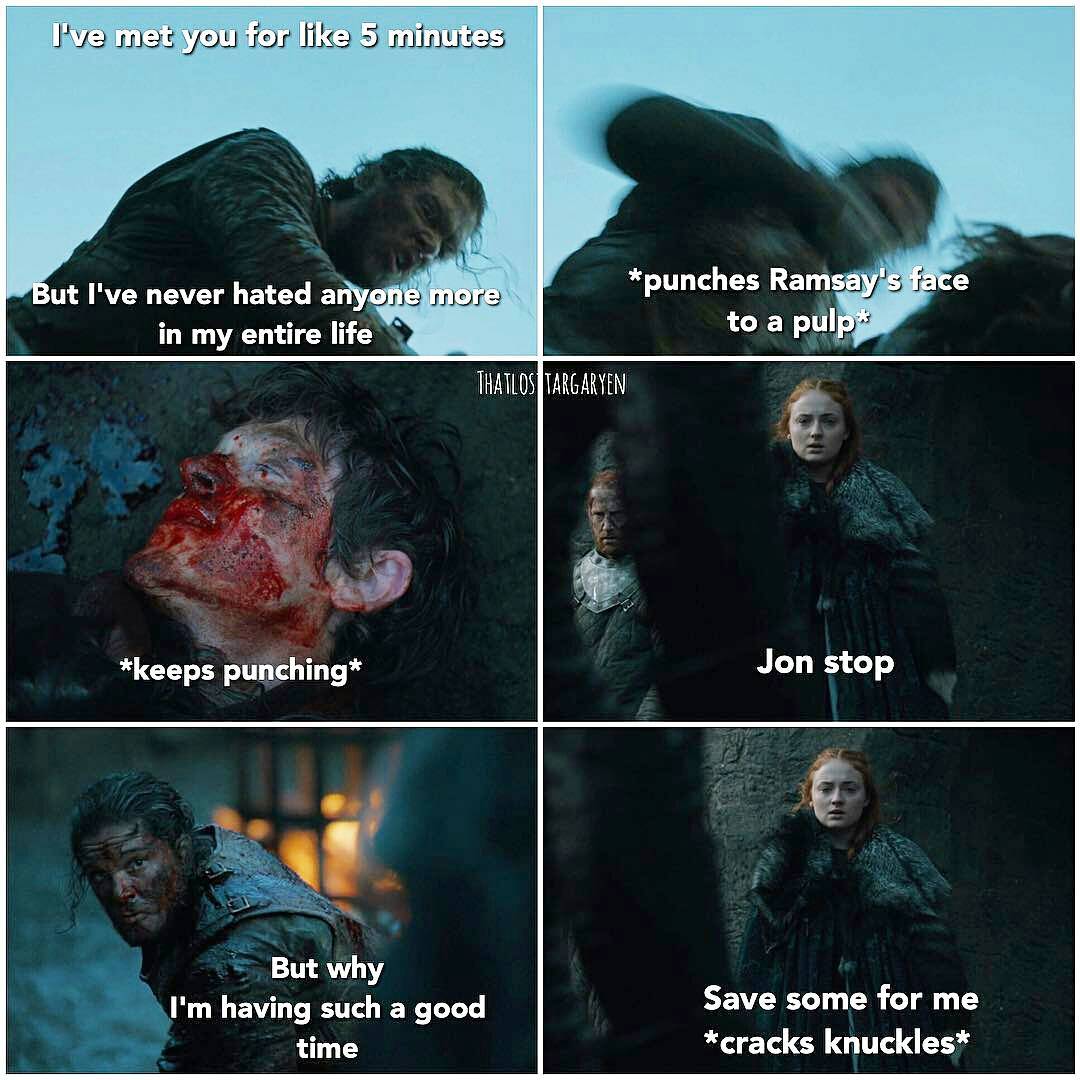 I've met you for like 5 minutes
But I've never hated anyone more
in my entire life
*punches Ramsay's face
to a pulp*
THATLOSTTARGARYEN
*keeps punching*
Jon stop
But why
I'm having such a good
time
Save some for me
*cracks knuckles*